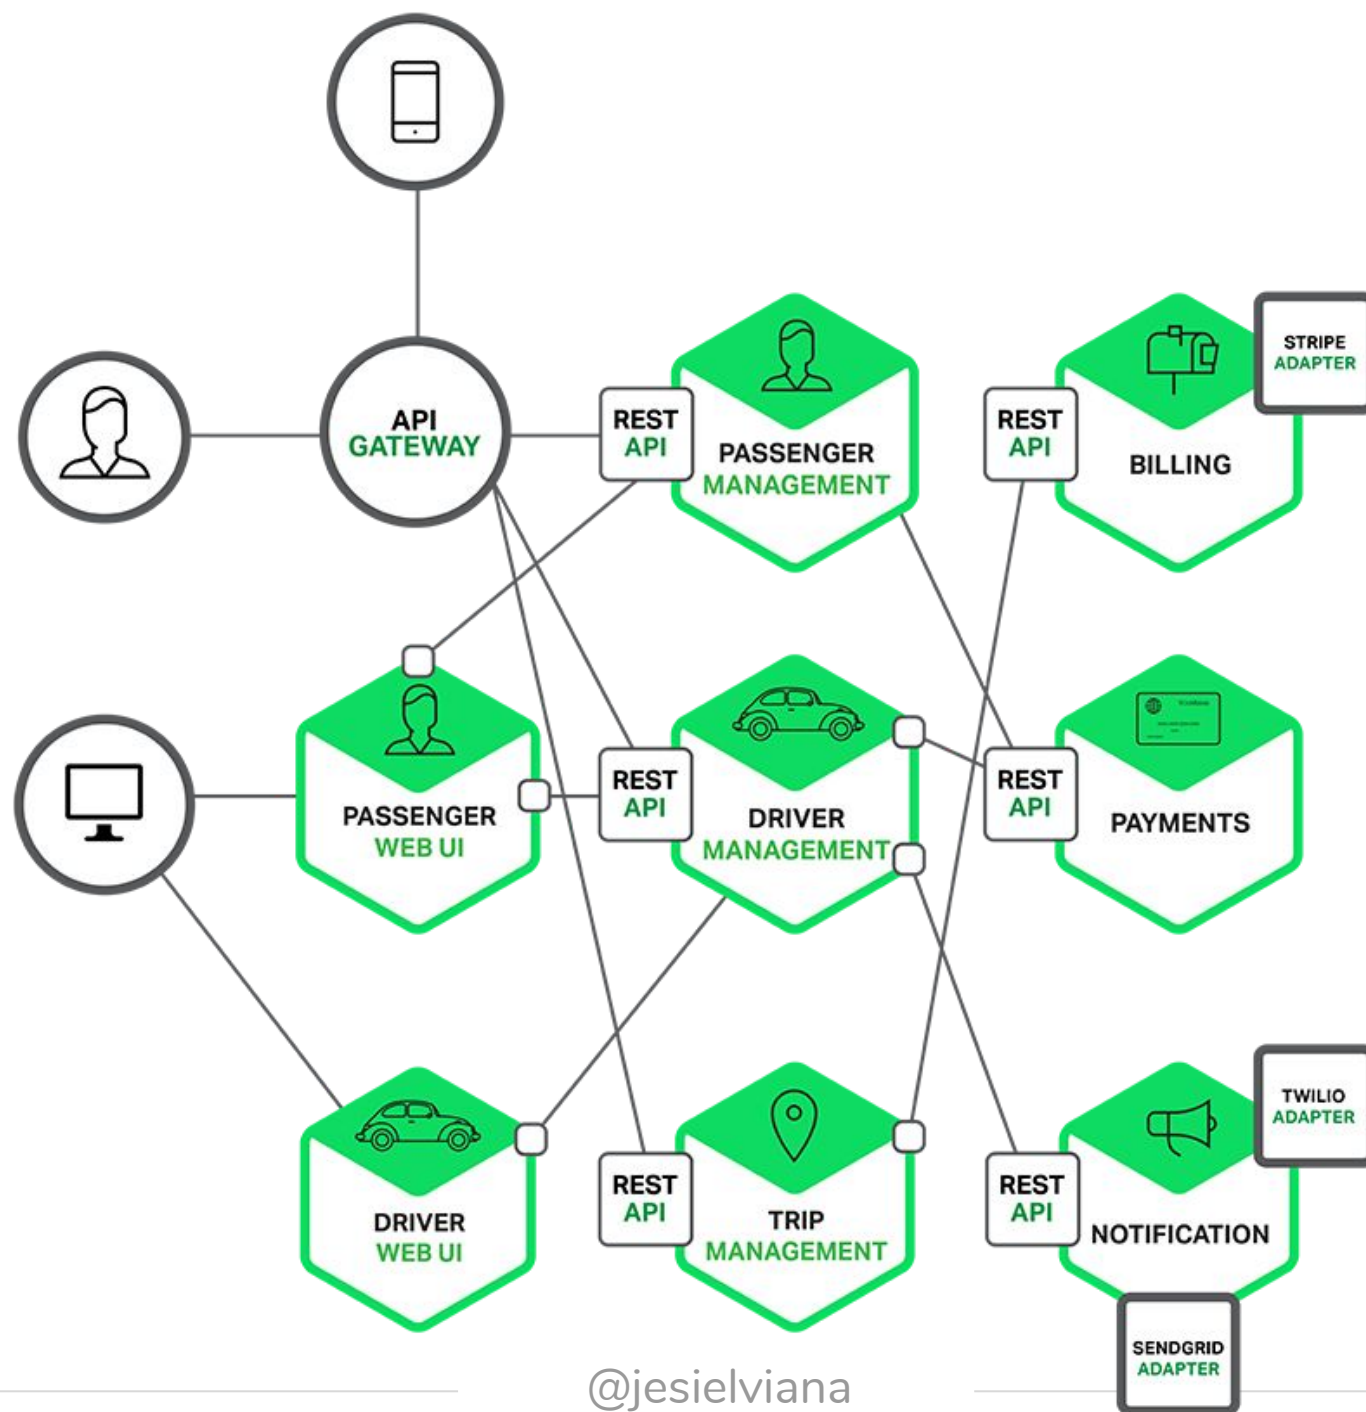 API
GATEWAY
REST
API
PASSENGER
MANAGEMENT
REST
API
BILLING
STRIPE
ADAPTER
PASSENGER
WEB UI
REST
API
DRIVER
MANAGEMENT
REST
API
PAYMENTS
DRIVER
WEB UI
REST
API
TRIP
MANAGEMENT
REST
API
NOTIFICATION
TWILIO
ADAPTER
SENDGRID
ADAPTER
@jesielviana